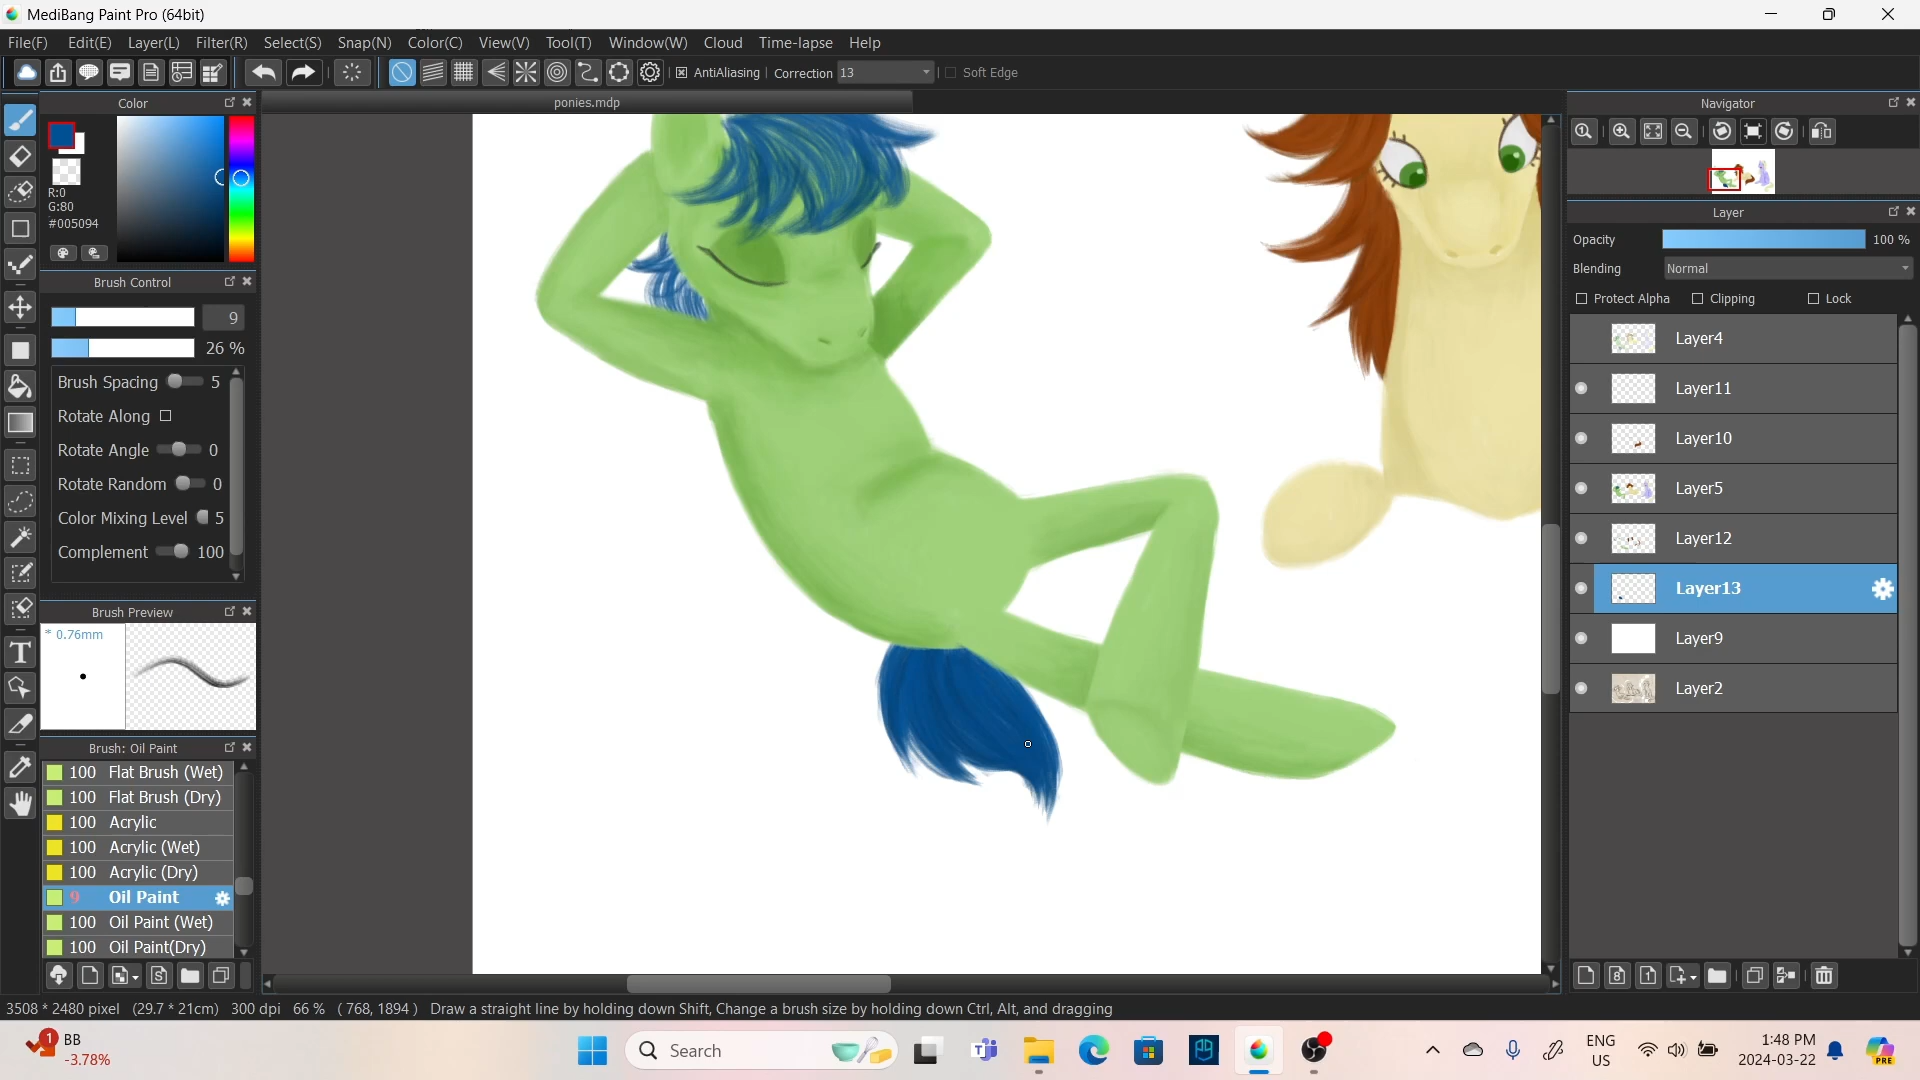 MediBang Paint Pro (64bit)
File(F) Edit(E) Layer(L) Filter(R) Select(S) Snap(N) Color(C) View(V) Tool(T) Window(W) Cloud Time-lapse Help
AntiAliasing Correction 13 Soft Edge
Color
ponies.mdp
Navigator
R:0
G:80
#005094
Layer
Opacity 100 %
Blending Normal
Protect Alpha Clipping Lock
Brush Control
9
26 %
Brush Spacing 5
Rotate Along
Rotate Angle 0
Rotate Random 0
Color Mixing Level 5
Complement 100
Layer4
Layer11
Layer10
Layer5
Layer12
Layer13
Layer9
Layer2
Brush Preview
* 0.76mm
Brush: Oil Paint
100 Flat Brush (Wet)
100 Flat Brush (Dry)
100 Acrylic
100 Acrylic (Wet)
100 Acrylic (Dry)
9 Oil Paint
100 Oil Paint (Wet)
100 Oil Paint(Dry)
3508 * 2480 pixel (29.7 * 21cm) 300 dpi 66 % ( 768, 1894 ) Draw a straight line by holding down Shift, Change a brush size by holding down Ctrl, Alt, and dragging
1
BB
-3.78%
Search
ENG
US
1:48 PM
2024-03-22
PRE